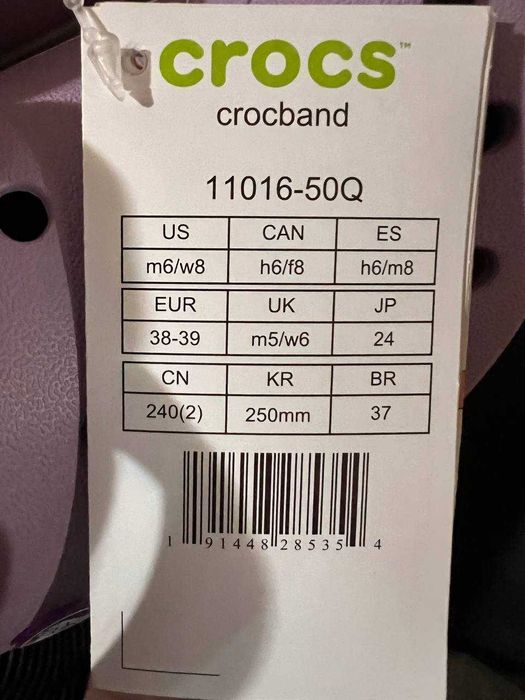 crocs™
crocband
11016-50Q
US CAN ES
m6/w8 h6/f8 h6/m8
EUR UK JP
38-39 m5/w6 24
CN KR BR
240(2) 250mm 37
1 91448 28535 4